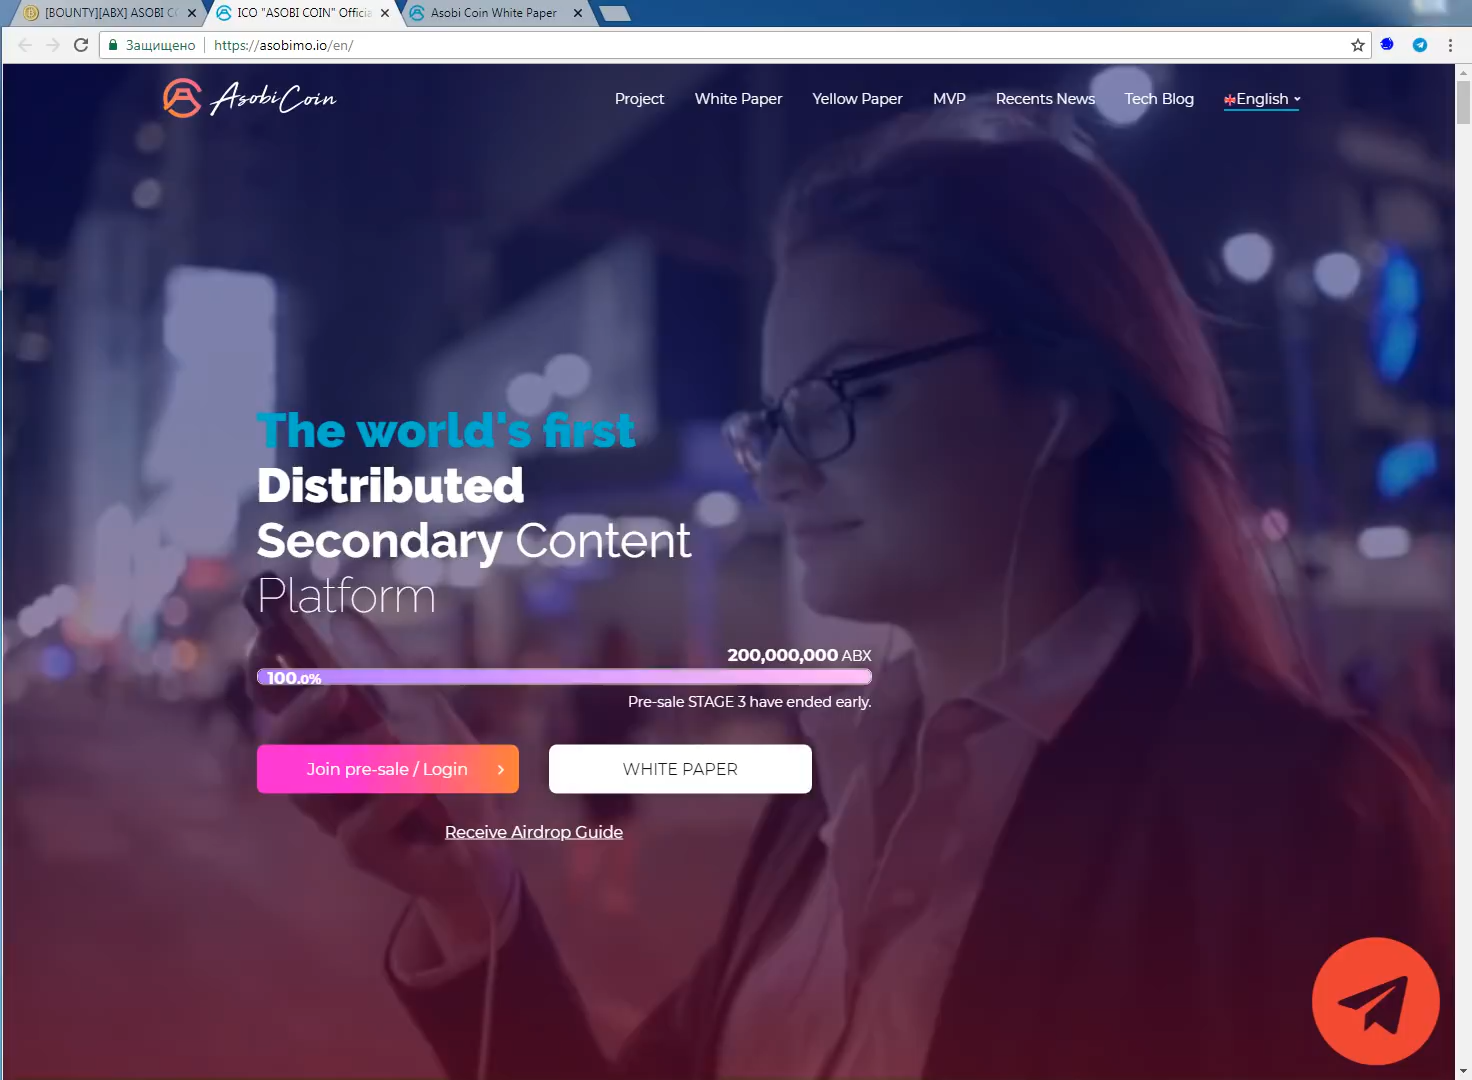 [BOUNTY][ABX] ASOBI
ICO "ASOBI COIN"
Asobi Coin White Paper
Защищено
https://asobimo.io/en/
AsobiCoin
Project
White Paper
Yellow Paper
MVP
Recents News
Tech Blog
English
The world's first
Distributed
Secondary Content
Platform
200,000,000 ABX
100.0%
Pre-sale STAGE 3 have ended early.
Join pre-sale / Login
WHITE PAPER
Receive Airdrop Guide